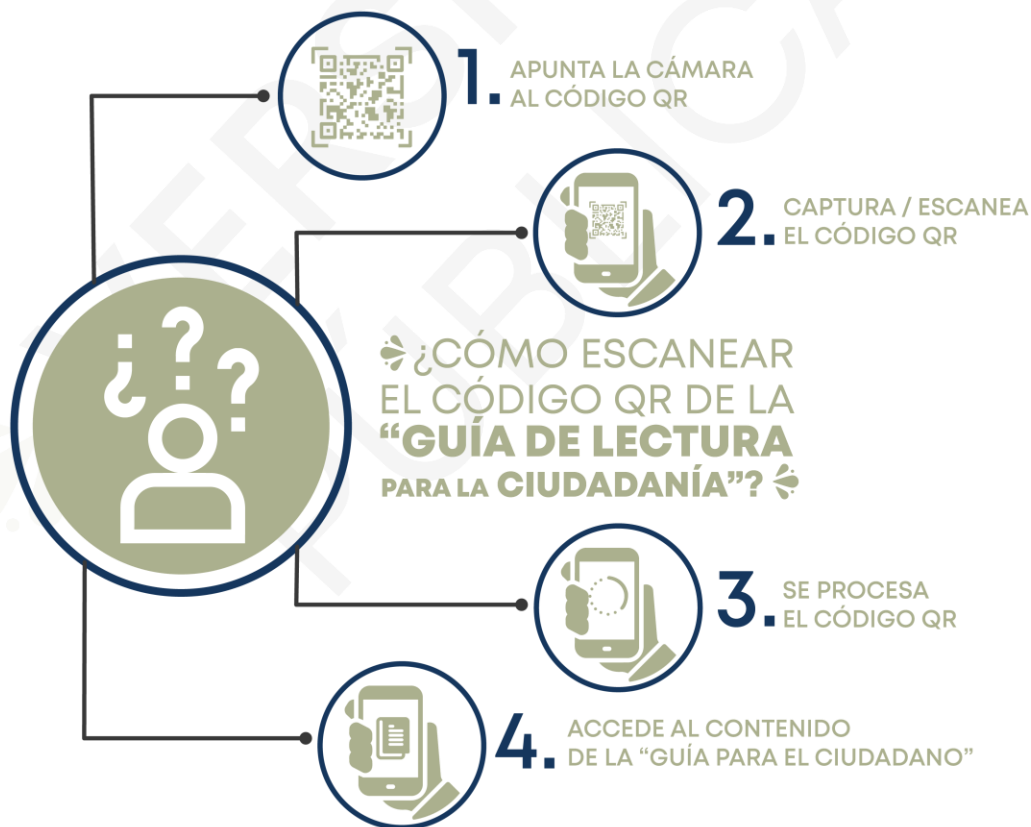 1. APUNTA LA CÁMARA
AL CÓDIGO QR
2. CAPTURA / ESCANEA
EL CÓDIGO QR
¿? ?
¿CÓMO ESCANEAR
EL CÓDIGO QR DE LA
“GUÍA DE LECTURA
PARA LA CIUDADANÍA”?
3. SE PROCESA
EL CÓDIGO QR
4. ACCEDE AL CONTENIDO
DE LA “GUÍA PARA EL CIUDADANO”
VERSIÓN
PÚBLICA